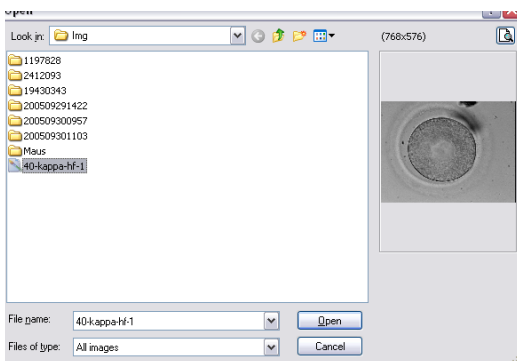 Open
Look in: Img (768x576)
1197828
2412093
19430343
200509291422
200509300957
200509301103
Maus
40-kappa-hf-1
File name: 40-kappa-hf-1 Open
Files of type: All images Cancel